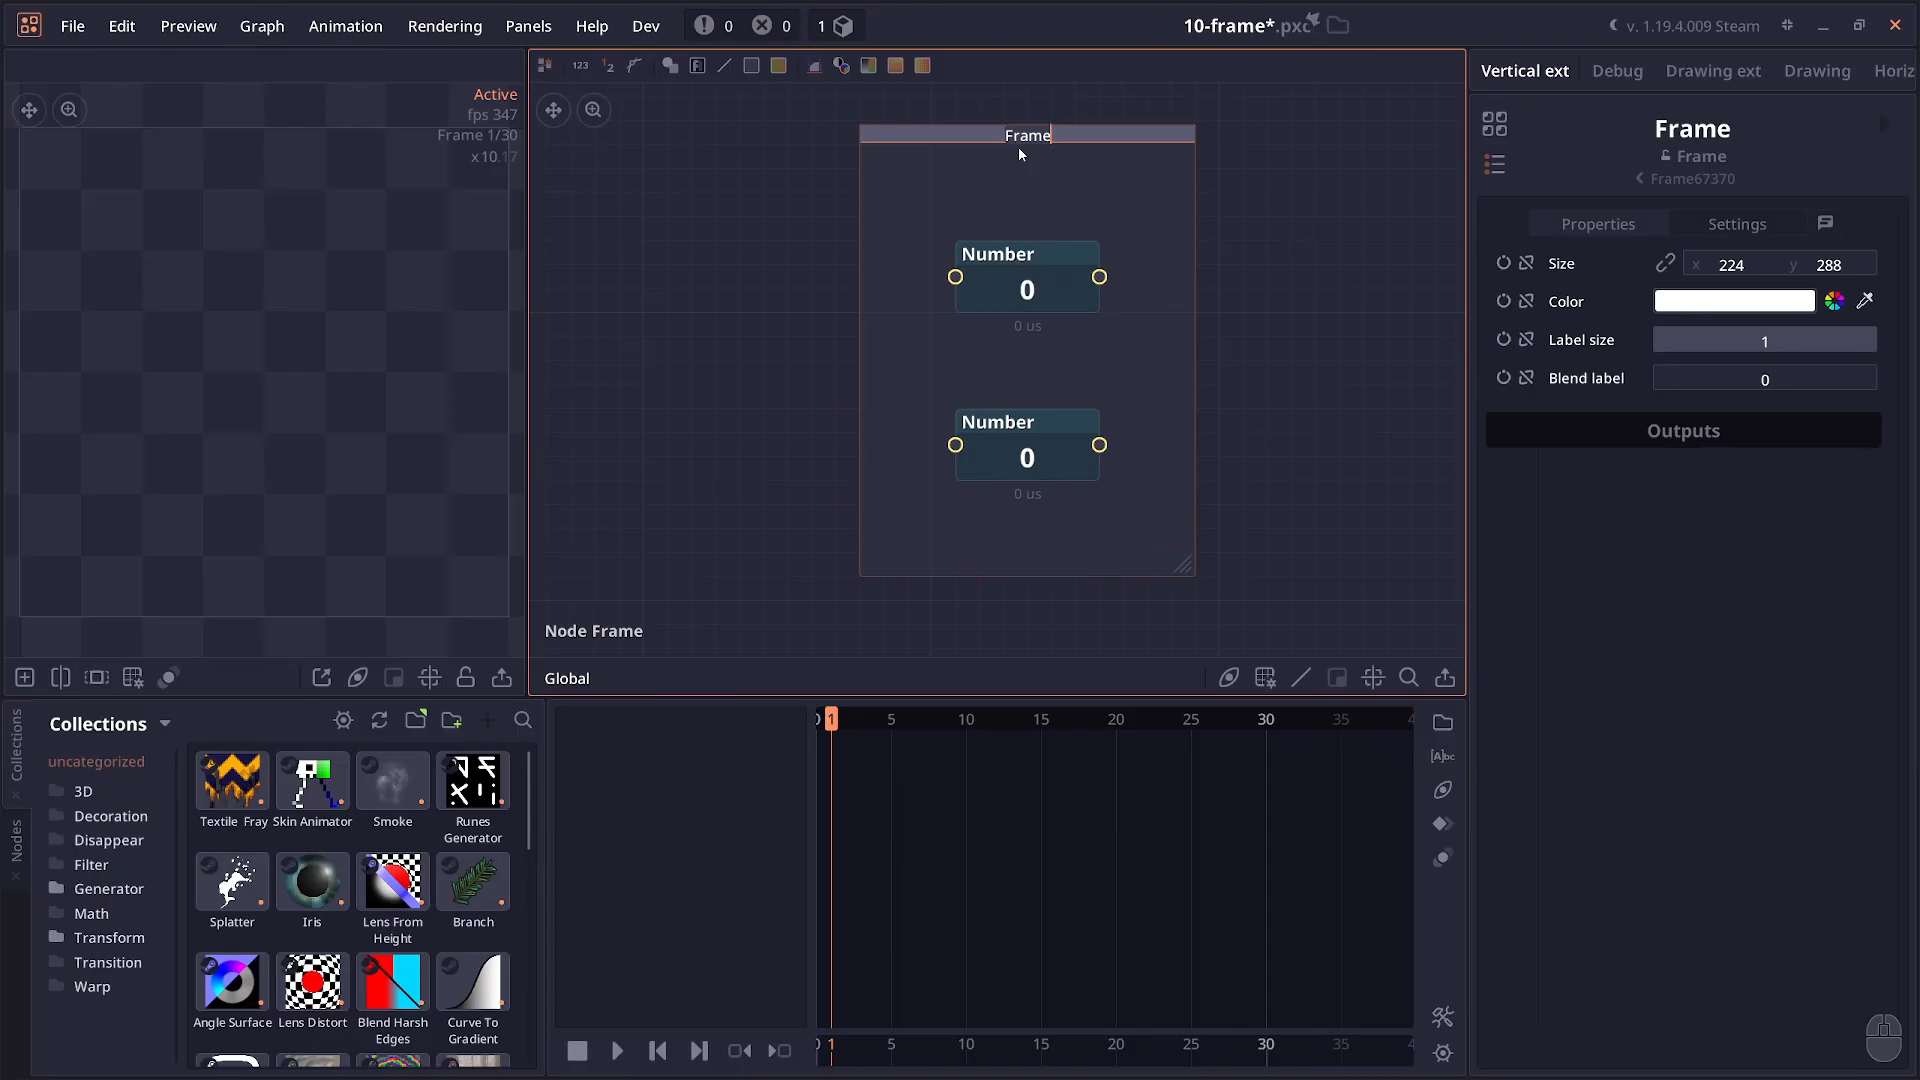 File Edit Preview Graph Animation Rendering Panels Help Dev 0 0 1 10-frame*.pxc v. 1.19.4.009 Steam
Active
fps 347
Frame 1/30
x10.17
123
Frame
Number
0
0 us
Number
0
0 us
Node Frame
Global
Vertical ext Debug Drawing ext Drawing Horiz
Frame
Frame
Frame67370
Properties Settings
Size x 224 y 288
Color
Label size 1
Blend label 0
Outputs
Collections
Nodes
Collections
uncategorized
3D
Decoration
Disappear
Filter
Generator
Math
Transform
Transition
Warp
Textile Fray Skin Animator Smoke Runes
Generator
Splatter Iris Lens From
Height Branch
Angle Surface Lens Distort Blend Harsh
Edges Curve To
Gradient
1 5 10 15 20 25 30 35
[A]bc
1 5 10 15 20 25 30 35